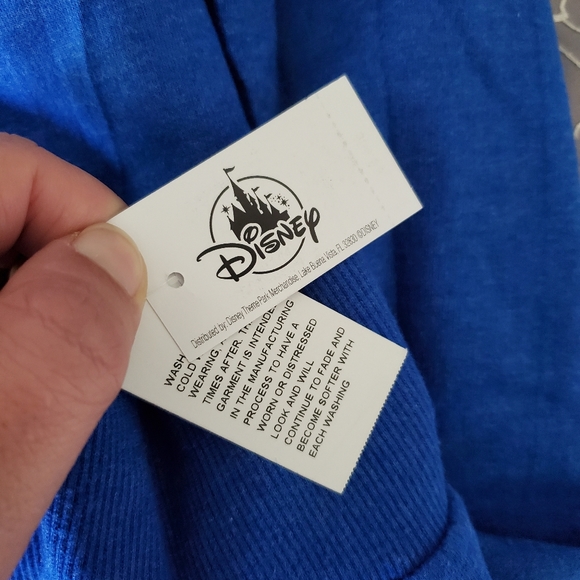 DISNEY
Distributed by: Disney Theme Park Merchandise Lake Buena Vista, FL 32830 ©DISNEY
WASH
COLD
WEARING,
TIMES AFTER. TH
GARMENT IS INTENDE
IN THE MANUFACTURING
PROCESS TO HAVE A
WORN OR DISTRESSED
LOOK AND WILL
CONTINUE TO FADE AND
BECOME SOFTER WITH
EACH WASHING